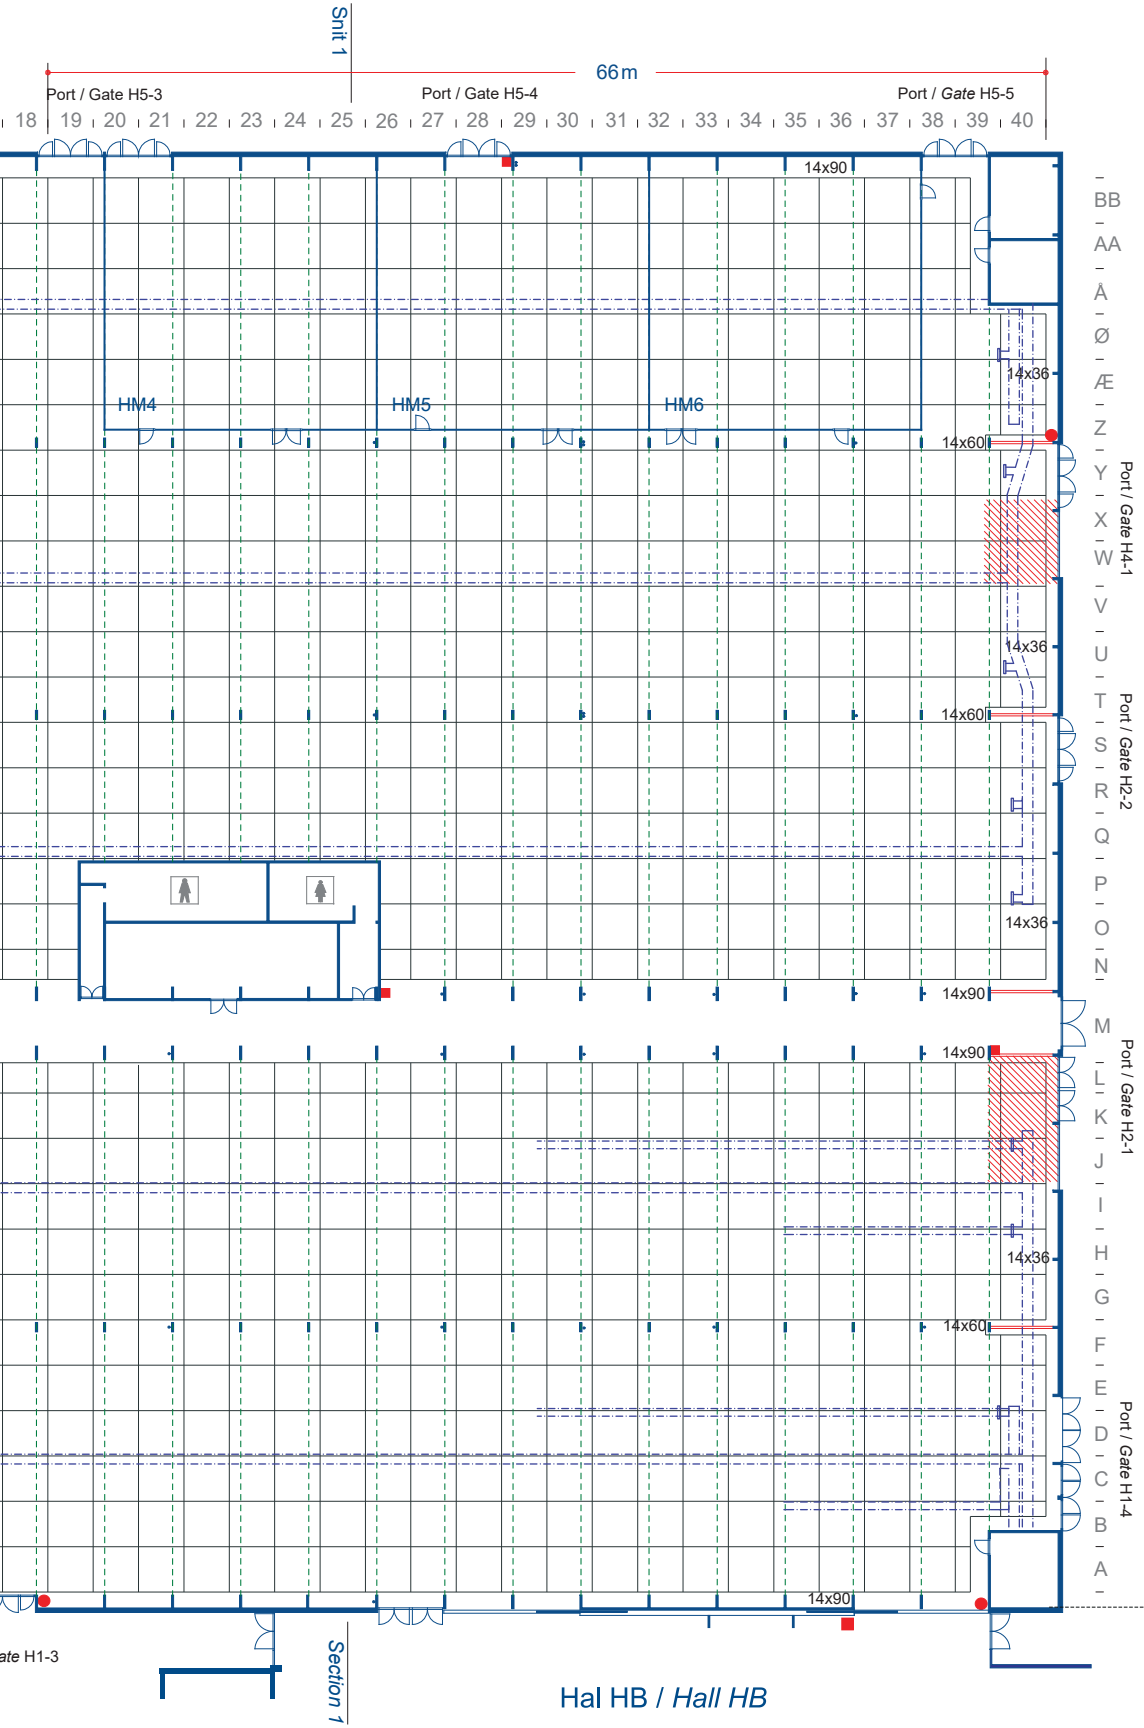 Snit 1
66m
Port / Gate H5-3
Port / Gate H5-4
Port / Gate H5-5
18 19 20 21 22 23 24 25 26 27 28 29 30 31 32 33 34 35 36 37 38 39 40
14x90
BB
AA
Å
Ø
14x36
Æ
HM4
HM5
HM6
Z
14x60
Y
Port / Gate H4-1
X
W
V
14x36
U
T
Port / Gate H2-2
14x60
S
R
Q
P
14x36
O
N
14x90
M
Port / Gate H2-1
14x90
L
K
J
I
14x36
H
G
14x60
F
E
Port / Gate H1-4
D
C
B
A
14x90
ate H1-3
Section 1
Hal HB / Hall HB